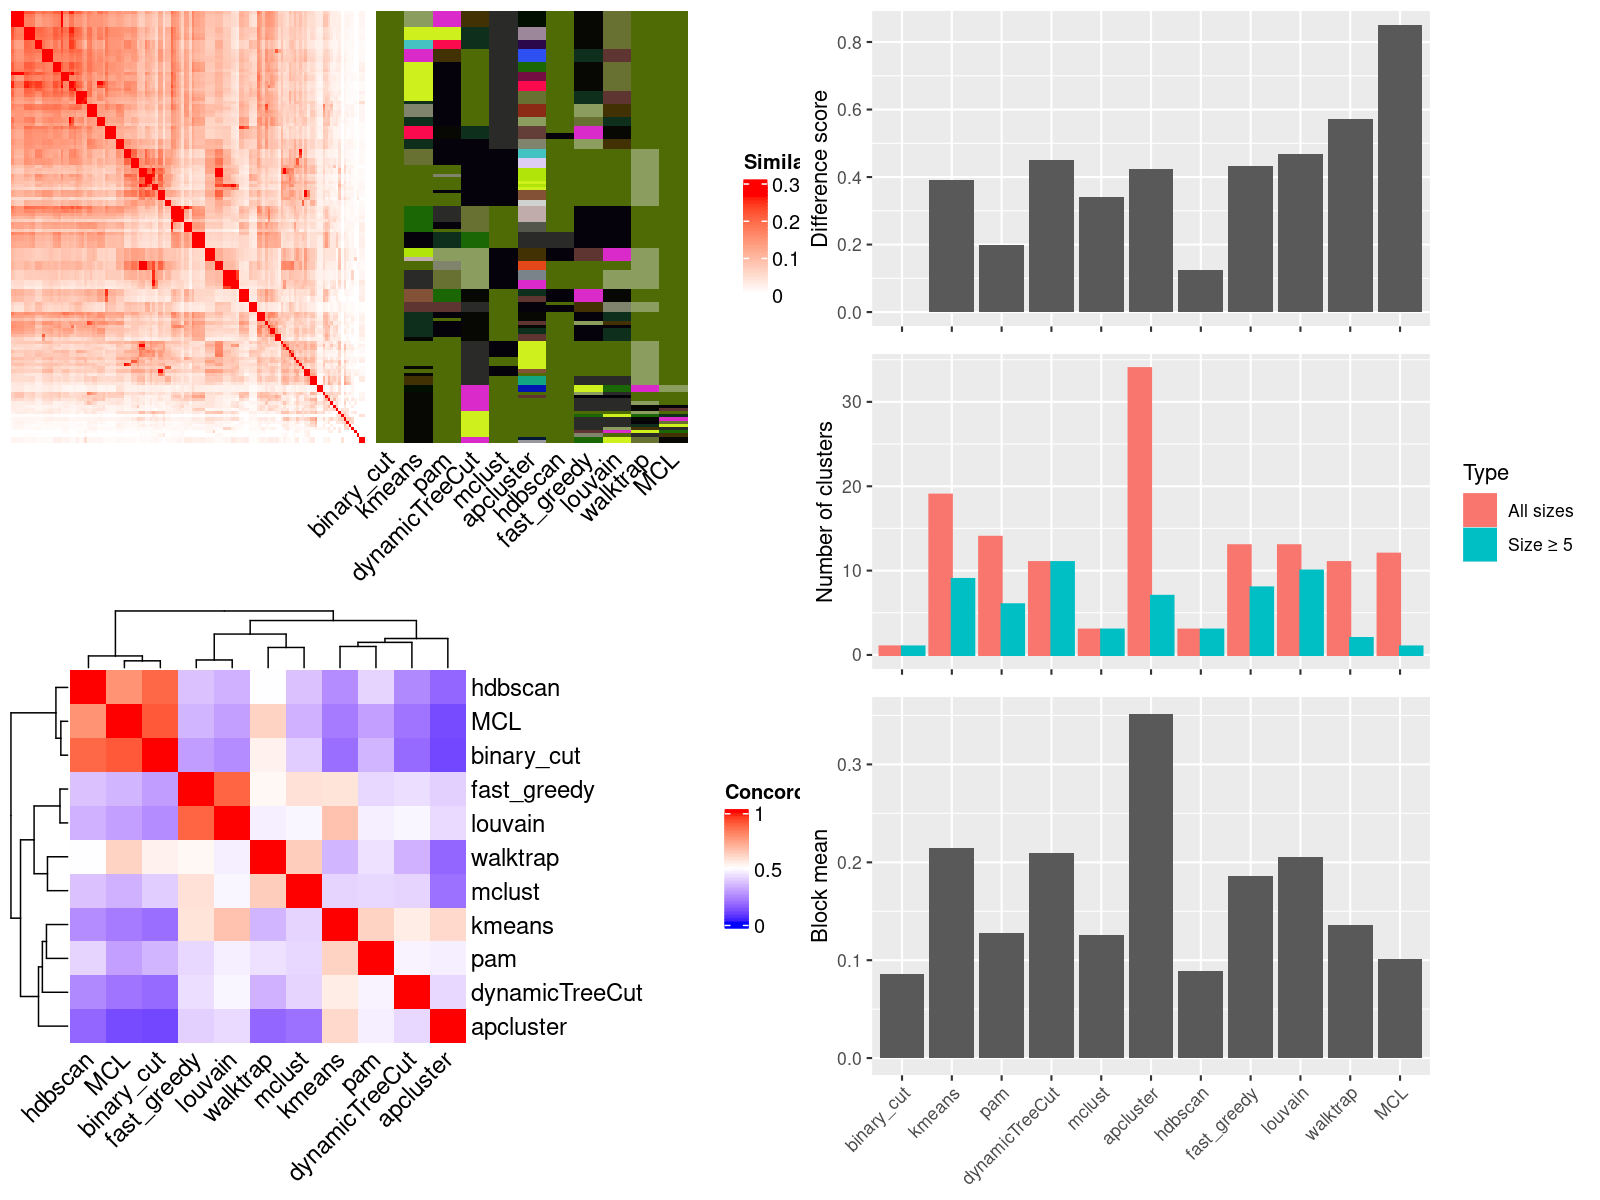 Simila
0.3
0.2
0.1
0
binary_cut
kmeans
pam
dynamicTreeCut
mclust
apcluster
hdbscan
fast_greedy
louvain
walktrap
MCL
hdbscan
MCL
binary_cut
fast_greedy
louvain
walktrap
mclust
kmeans
pam
dynamicTreeCut
apcluster
hdbscan
MCL
binary_cut
fast_greedy
louvain
walktrap
mclust
kmeans
pam
dynamicTreeCut
apcluster
Concord
1
0.5
0
Difference score
0.8
0.6
0.4
0.2
0.0
Number of clusters
30
20
10
0
Type
All sizes
Size ≥ 5
Block mean
0.3
0.2
0.1
0.0
binary_cut
kmeans
pam
dynamicTreeCut
mclust
apcluster
hdbscan
fast_greedy
louvain
walktrap
MCL